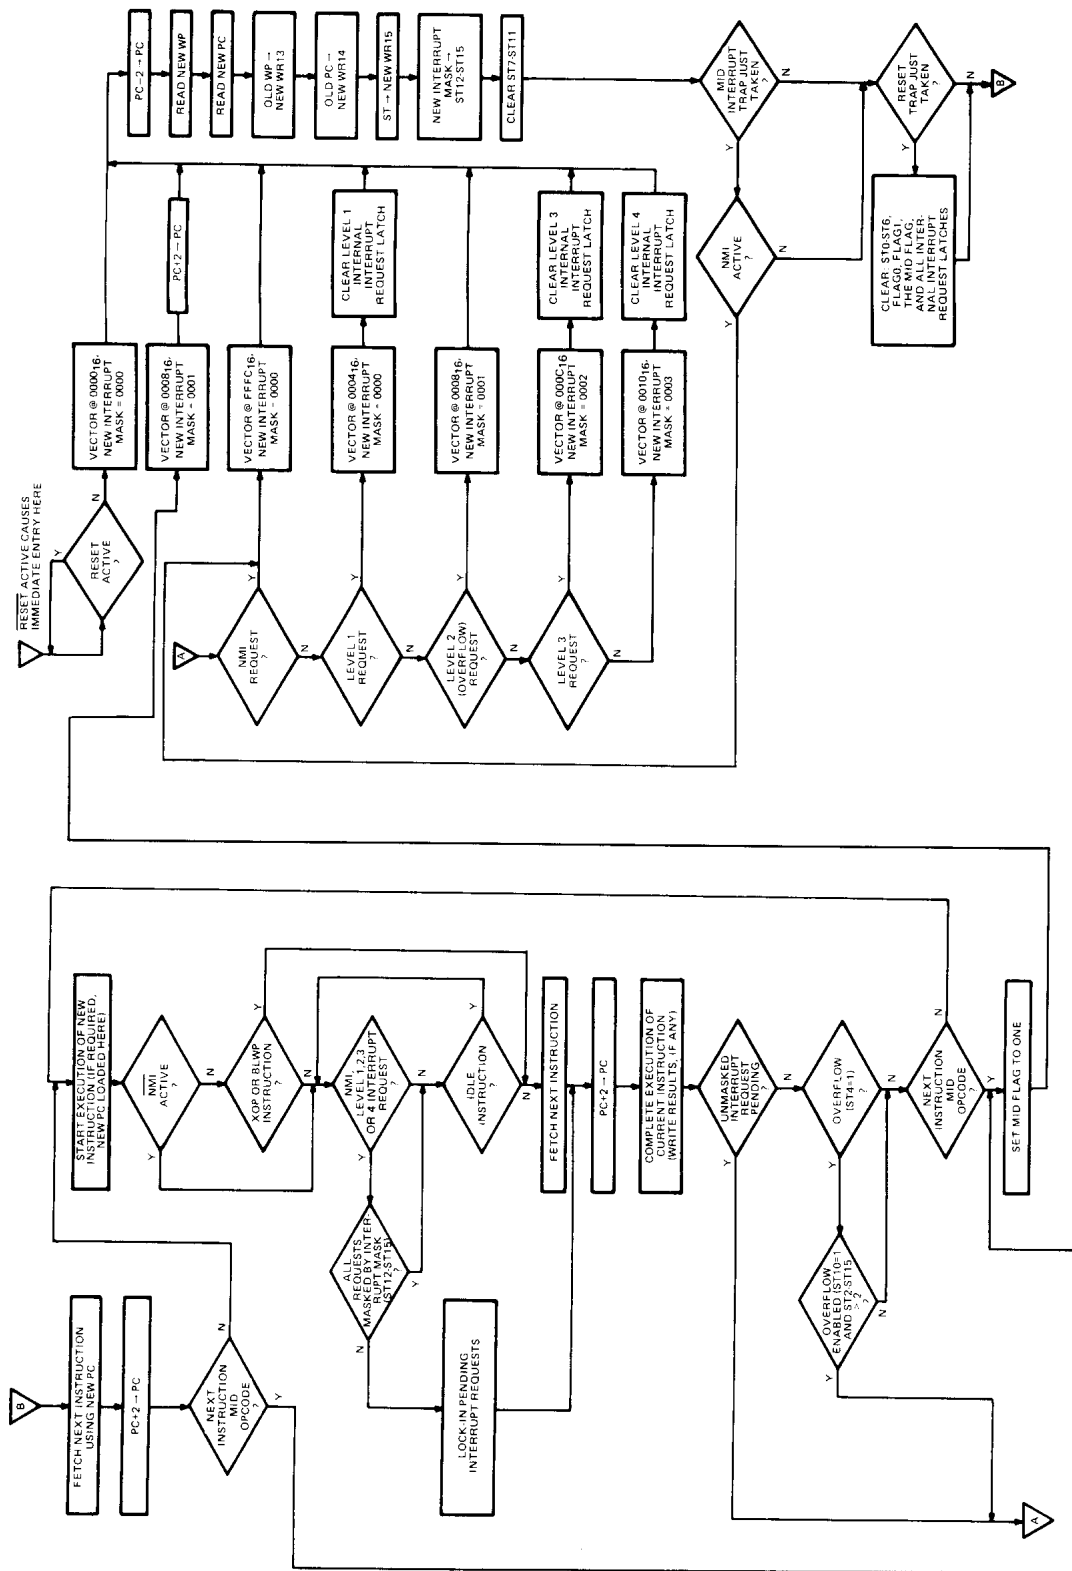 B
FETCH NEXT INSTRUCTION
USING NEW PC
PC+2 → PC
NEXT
INSTRUCTION
MID
OPCODE
?
N
Y
START EXECUTION OF NEW
INSTRUCTION (IF REQUIRED,
NEW PC LOADED HERE)
NMI
ACTIVE
?
Y
N
XOP OR BLWP
INSTRUCTION
?
Y
N
NMI,
LEVEL 1,2,3
OR 4 INTERRUPT
REQUEST
?
Y
N
ALL
REQUESTS
MASKED BY INTER-
RUPT MASK
(ST12-ST15)
?
N
Y
IDLE
INSTRUCTION
?
Y
N
LOCK-IN PENDING
INTERRUPT REQUESTS
FETCH NEXT INSTRUCTION
PC+2 → PC
COMPLETE EXECUTION OF
CURRENT INSTRUCTION
(WRITE RESULTS, IF ANY)
UNMASKED
INTERRUPT
REQUEST
PENDING
?
Y
N
OVERFLOW
(ST4=1)
?
Y
N
OVERFLOW
ENABLED (ST10=1
AND ST2-ST15
> 2
?
Y
N
NEXT
INSTRUCTION
MID
OPCODE
?
N
Y
SET MID FLAG TO ONE
A
RESET ACTIVE CAUSES
IMMEDIATE ENTRY HERE
RESET
ACTIVE
?
Y
N
VECTOR @ 000016.
NEW INTERRUPT
MASK = 0000
VECTOR @ 000816.
NEW INTERRUPT
MASK = 0001
PC+2 → PC
A
NMI
REQUEST
?
Y
N
VECTOR @ FFFC16.
NEW INTERRUPT
MASK = 0000
LEVEL 1
REQUEST
?
Y
N
VECTOR @ 000416.
NEW INTERRUPT
MASK = 0000
CLEAR LEVEL 1
INTERNAL
INTERRUPT
REQUEST LATCH
LEVEL 2
(OVERFLOW)
REQUEST
?
Y
N
VECTOR @ 000816.
NEW INTERRUPT
MASK = 0001
LEVEL 3
REQUEST
?
Y
N
VECTOR @ 000C16
NEW INTERRUPT
MASK = 0002
CLEAR LEVEL 3
INTERNAL
INTERRUPT
REQUEST LATCH
VECTOR @ 001016.
NEW INTERRUPT
MASK = 0003
CLEAR LEVEL 4
INTERNAL
INTERRUPT
REQUEST LATCH
PC−2 → PC
READ NEW WP
READ NEW PC
OLD WP →
NEW WR13
OLD PC →
NEW WR14
ST → NEW WR15
NEW INTERRUPT
MASK →
ST12-ST15
CLEAR ST7-ST11
MID
INTERRUPT
TRAP JUST
TAKEN
?
Y
N
NMI
ACTIVE
?
Y
N
RESET
TRAP JUST
TAKEN
?
Y
N
CLEAR: ST0-ST6,
FLAG0, FLAG1,
THE MID FLAG,
AND ALL INTER-
NAL INTERRUPT
REQUEST LATCHES
B